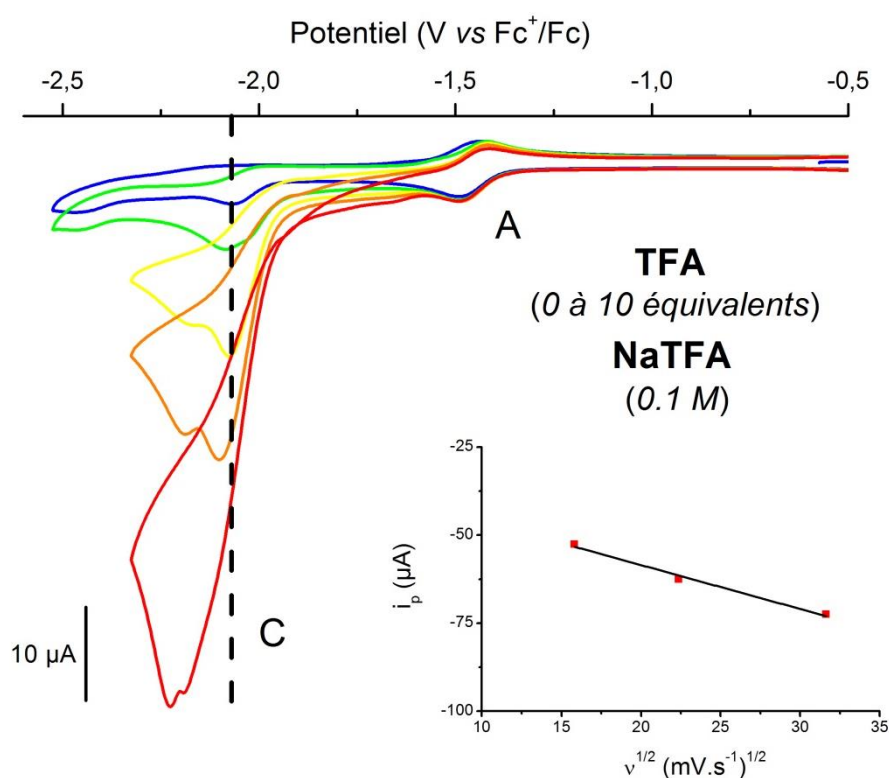 Potentiel (V vs Fc⁺/Fc)
-2,5 -2,0 -1,5 -1,0 -0,5
A
TFA
(0 à 10 équivalents)
NaTFA
(0.1 M)
C
10 µA
-25
-50
-75
-100
i_p (µA)
10 15 20 25 30 35
ν^1/2 (mV.s⁻¹)^1/2